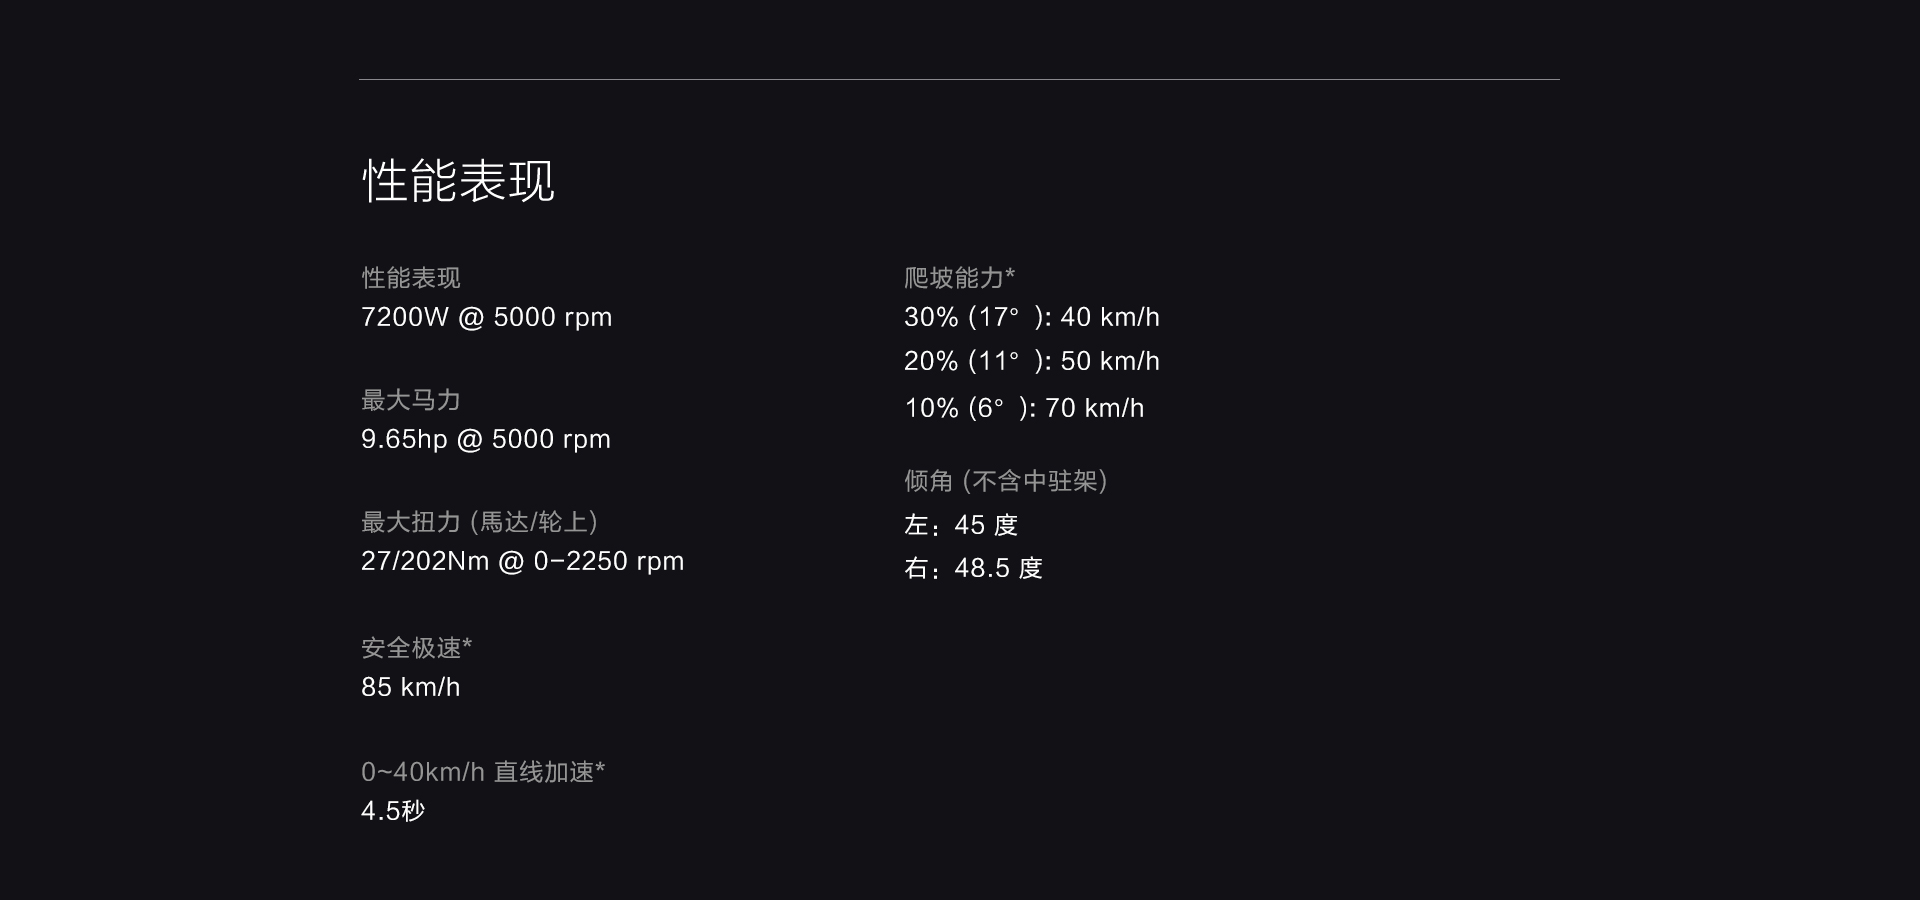 性能表现
性能表现
7200W @ 5000 rpm
最大马力
9.65hp @ 5000 rpm
最大扭力 (馬达/轮上)
27/202Nm @ 0-2250 rpm
安全极速*
85 km/h
0~40km/h 直线加速*
4.5秒
爬坡能力*
30% (17° ): 40 km/h
20% (11° ): 50 km/h
10% (6° ): 70 km/h
倾角 (不含中驻架)
左：45 度
右：48.5 度